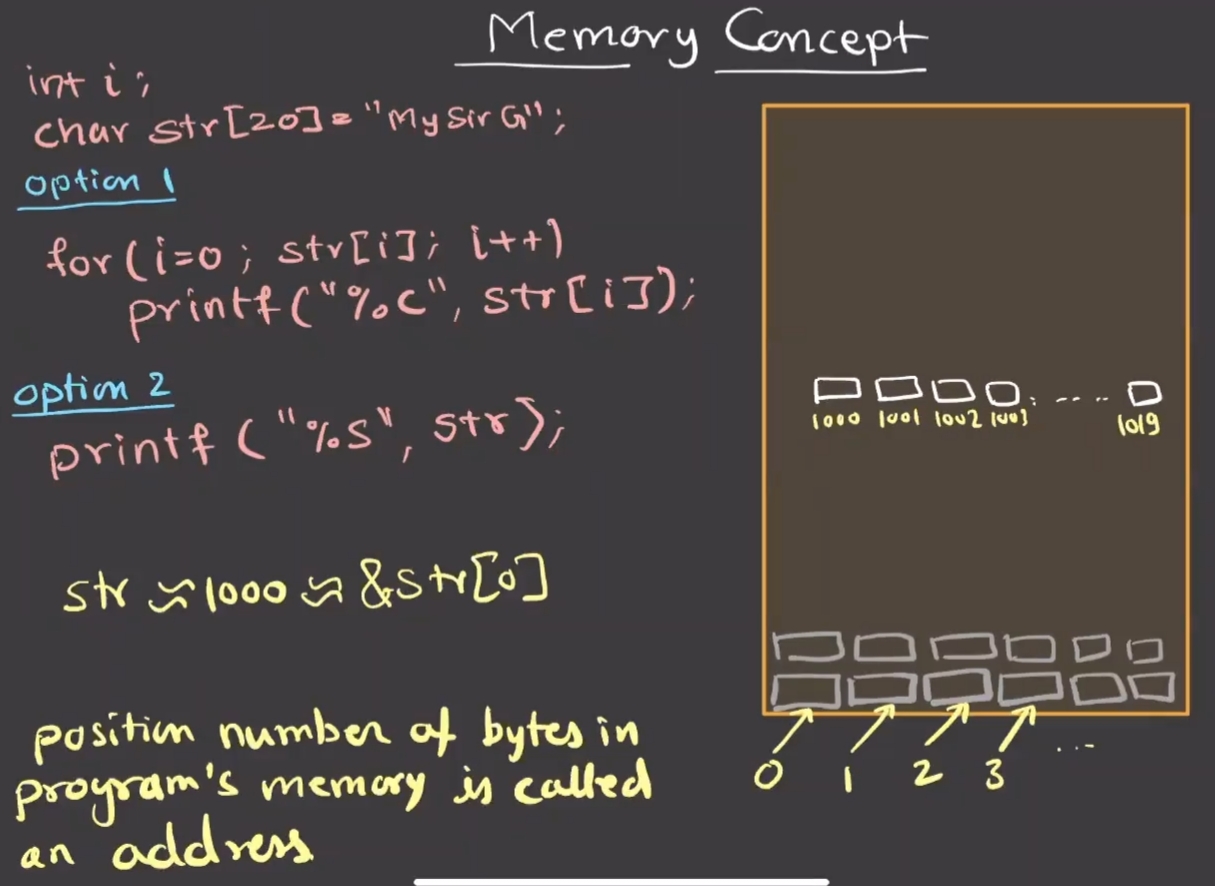 Memory Concept
int i;
char str[20]="MySirG";
option 1
for(i=0; str[i]; i++)
printf("%c", str[i]);
option 2
printf("%s", str);
str ≈ 1000 ≈ &str[0]
position number of bytes in
program's memory is called
an address
1000 1001 1002 1003 .... 1019
0 1 2 3 ...